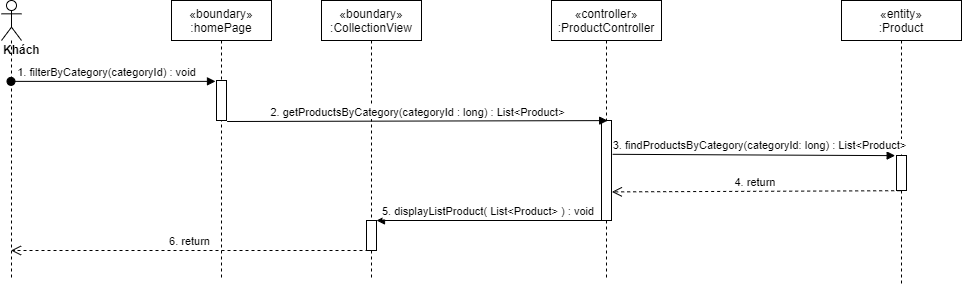 «boundary»
:homePage
«boundary»
:CollectionView
«controller»
:ProductController
«entity»
:Product
Khách
1. filterByCategory(categoryId) : void
2. getProductsByCategory(categoryId : long) : List<Product>
3. findProductsByCategory(categoryId: long) : List<Product>
4. return
5. displayListProduct( List<Product> ) : void
6. return